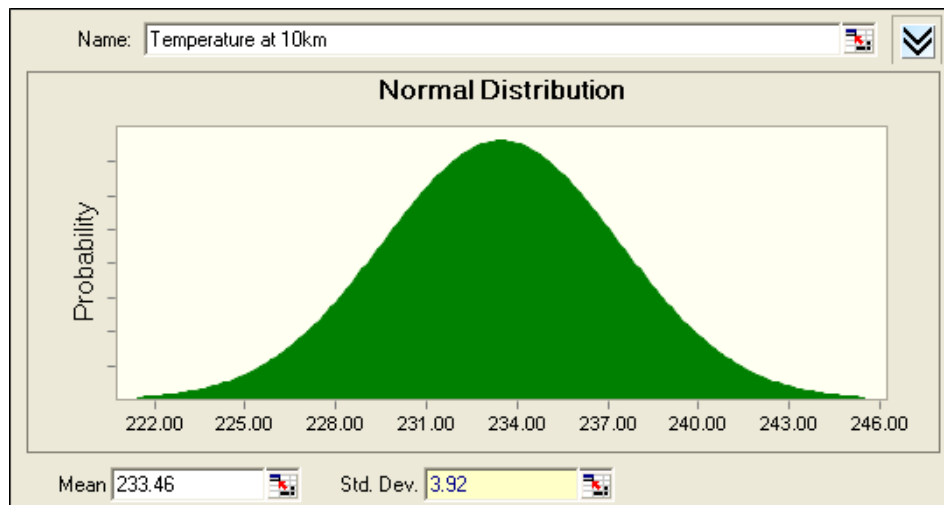 Name: Temperature at 10km
Normal Distribution
Probability
222.00 225.00 228.00 231.00 234.00 237.00 240.00 243.00 246.00
Mean 233.46 Std. Dev. 3.92